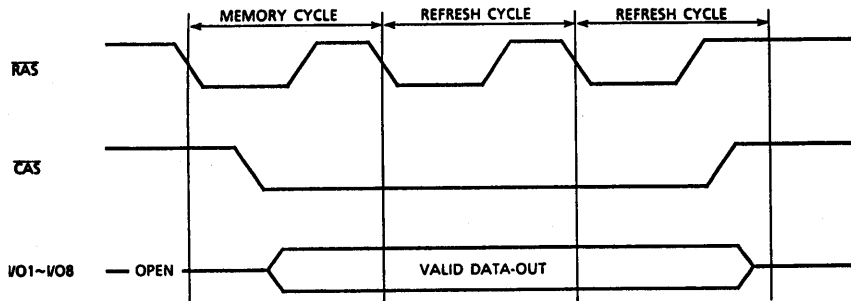 MEMORY CYCLE REFRESH CYCLE REFRESH CYCLE
RAS
CAS
I/O1~I/O8 OPEN VALID DATA-OUT